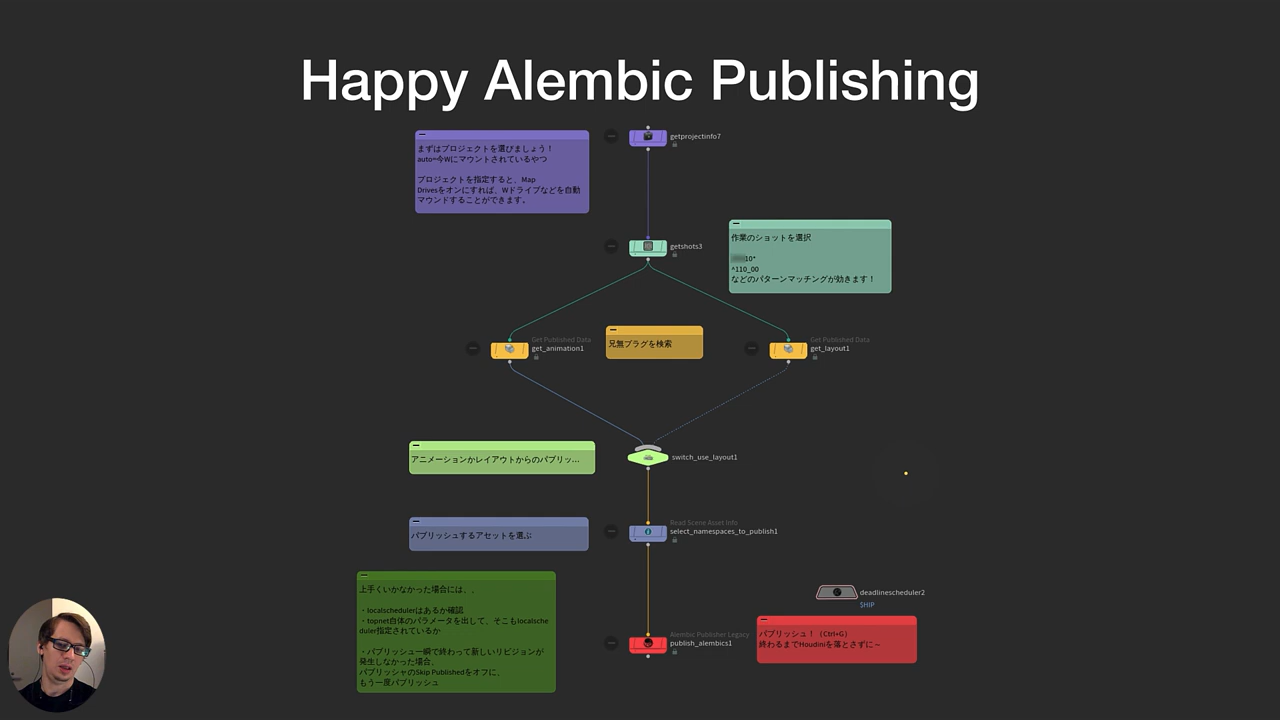 Happy Alembic Publishing
getprojectinfo7
まずはプロジェクトを選びましょう！
auto=今Wにマウントされているやつ
プロジェクトを指定すると、Map
Drivesをオンにすれば、Wドライブなどを自動
マウンドすることができます。
getshots3
作業のショットを選択
10*
^110_00
などのパターンマッチングが効きます！
Get Published Data
get_animation1
兄無プラグを検索
Get Published Data
get_layout1
アニメーションかレイアウトからのパブリッ...
switch_use_layout1
パブリッシュするアセットを選ぶ
Read Scene Asset Info
select_namespaces_to_publish1
上手くいかなかった場合には、、
・localschedulerはあるか確認
・topnet自体のパラメータを出して、そこもlocalsche
duler指定されているか
・パブリッシュ一瞬で終わって新しいリビジョンが
発生しなかった場合、
パブリッシャのSkip Publishedをオフに、
もう一度パブリッシュ
deadlinescheduler2
$HIP
Alembic Publisher Legacy
publish_alembics1
パブリッシュ！（Ctrl+G）
終わるまでHoudiniを落とさずに～